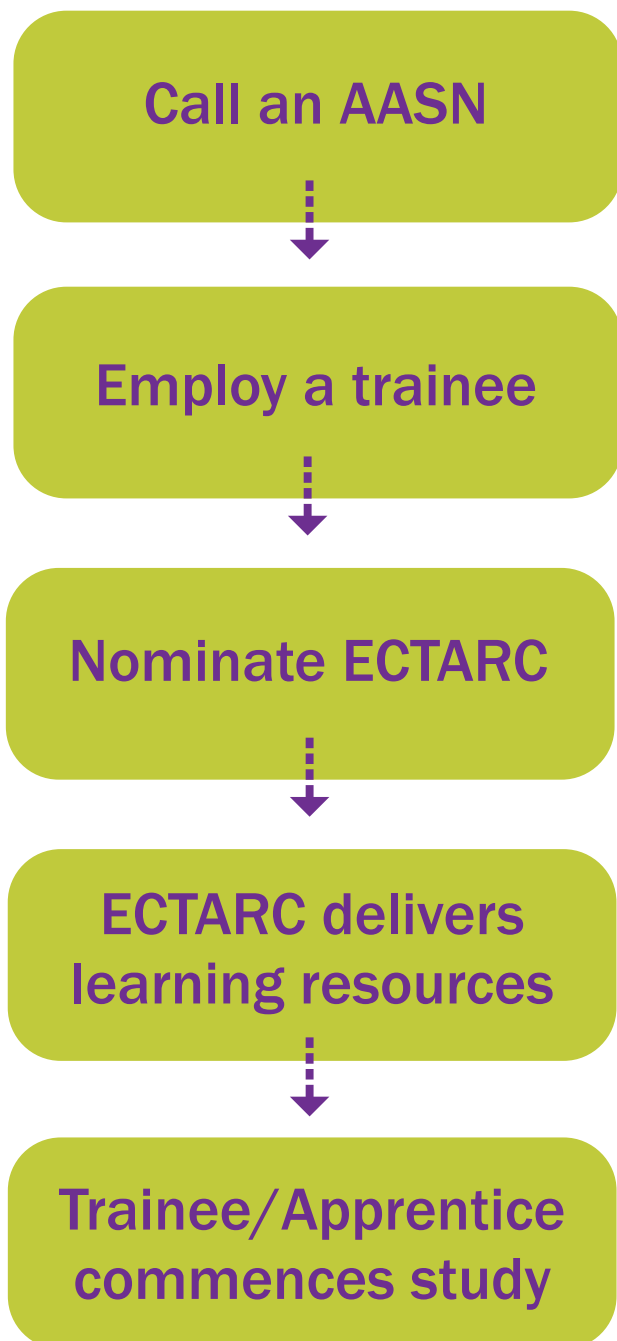 Call an AASN
Employ a trainee
Nominate ECTARC
ECTARC delivers
learning resources
Trainee/Apprentice
commences study